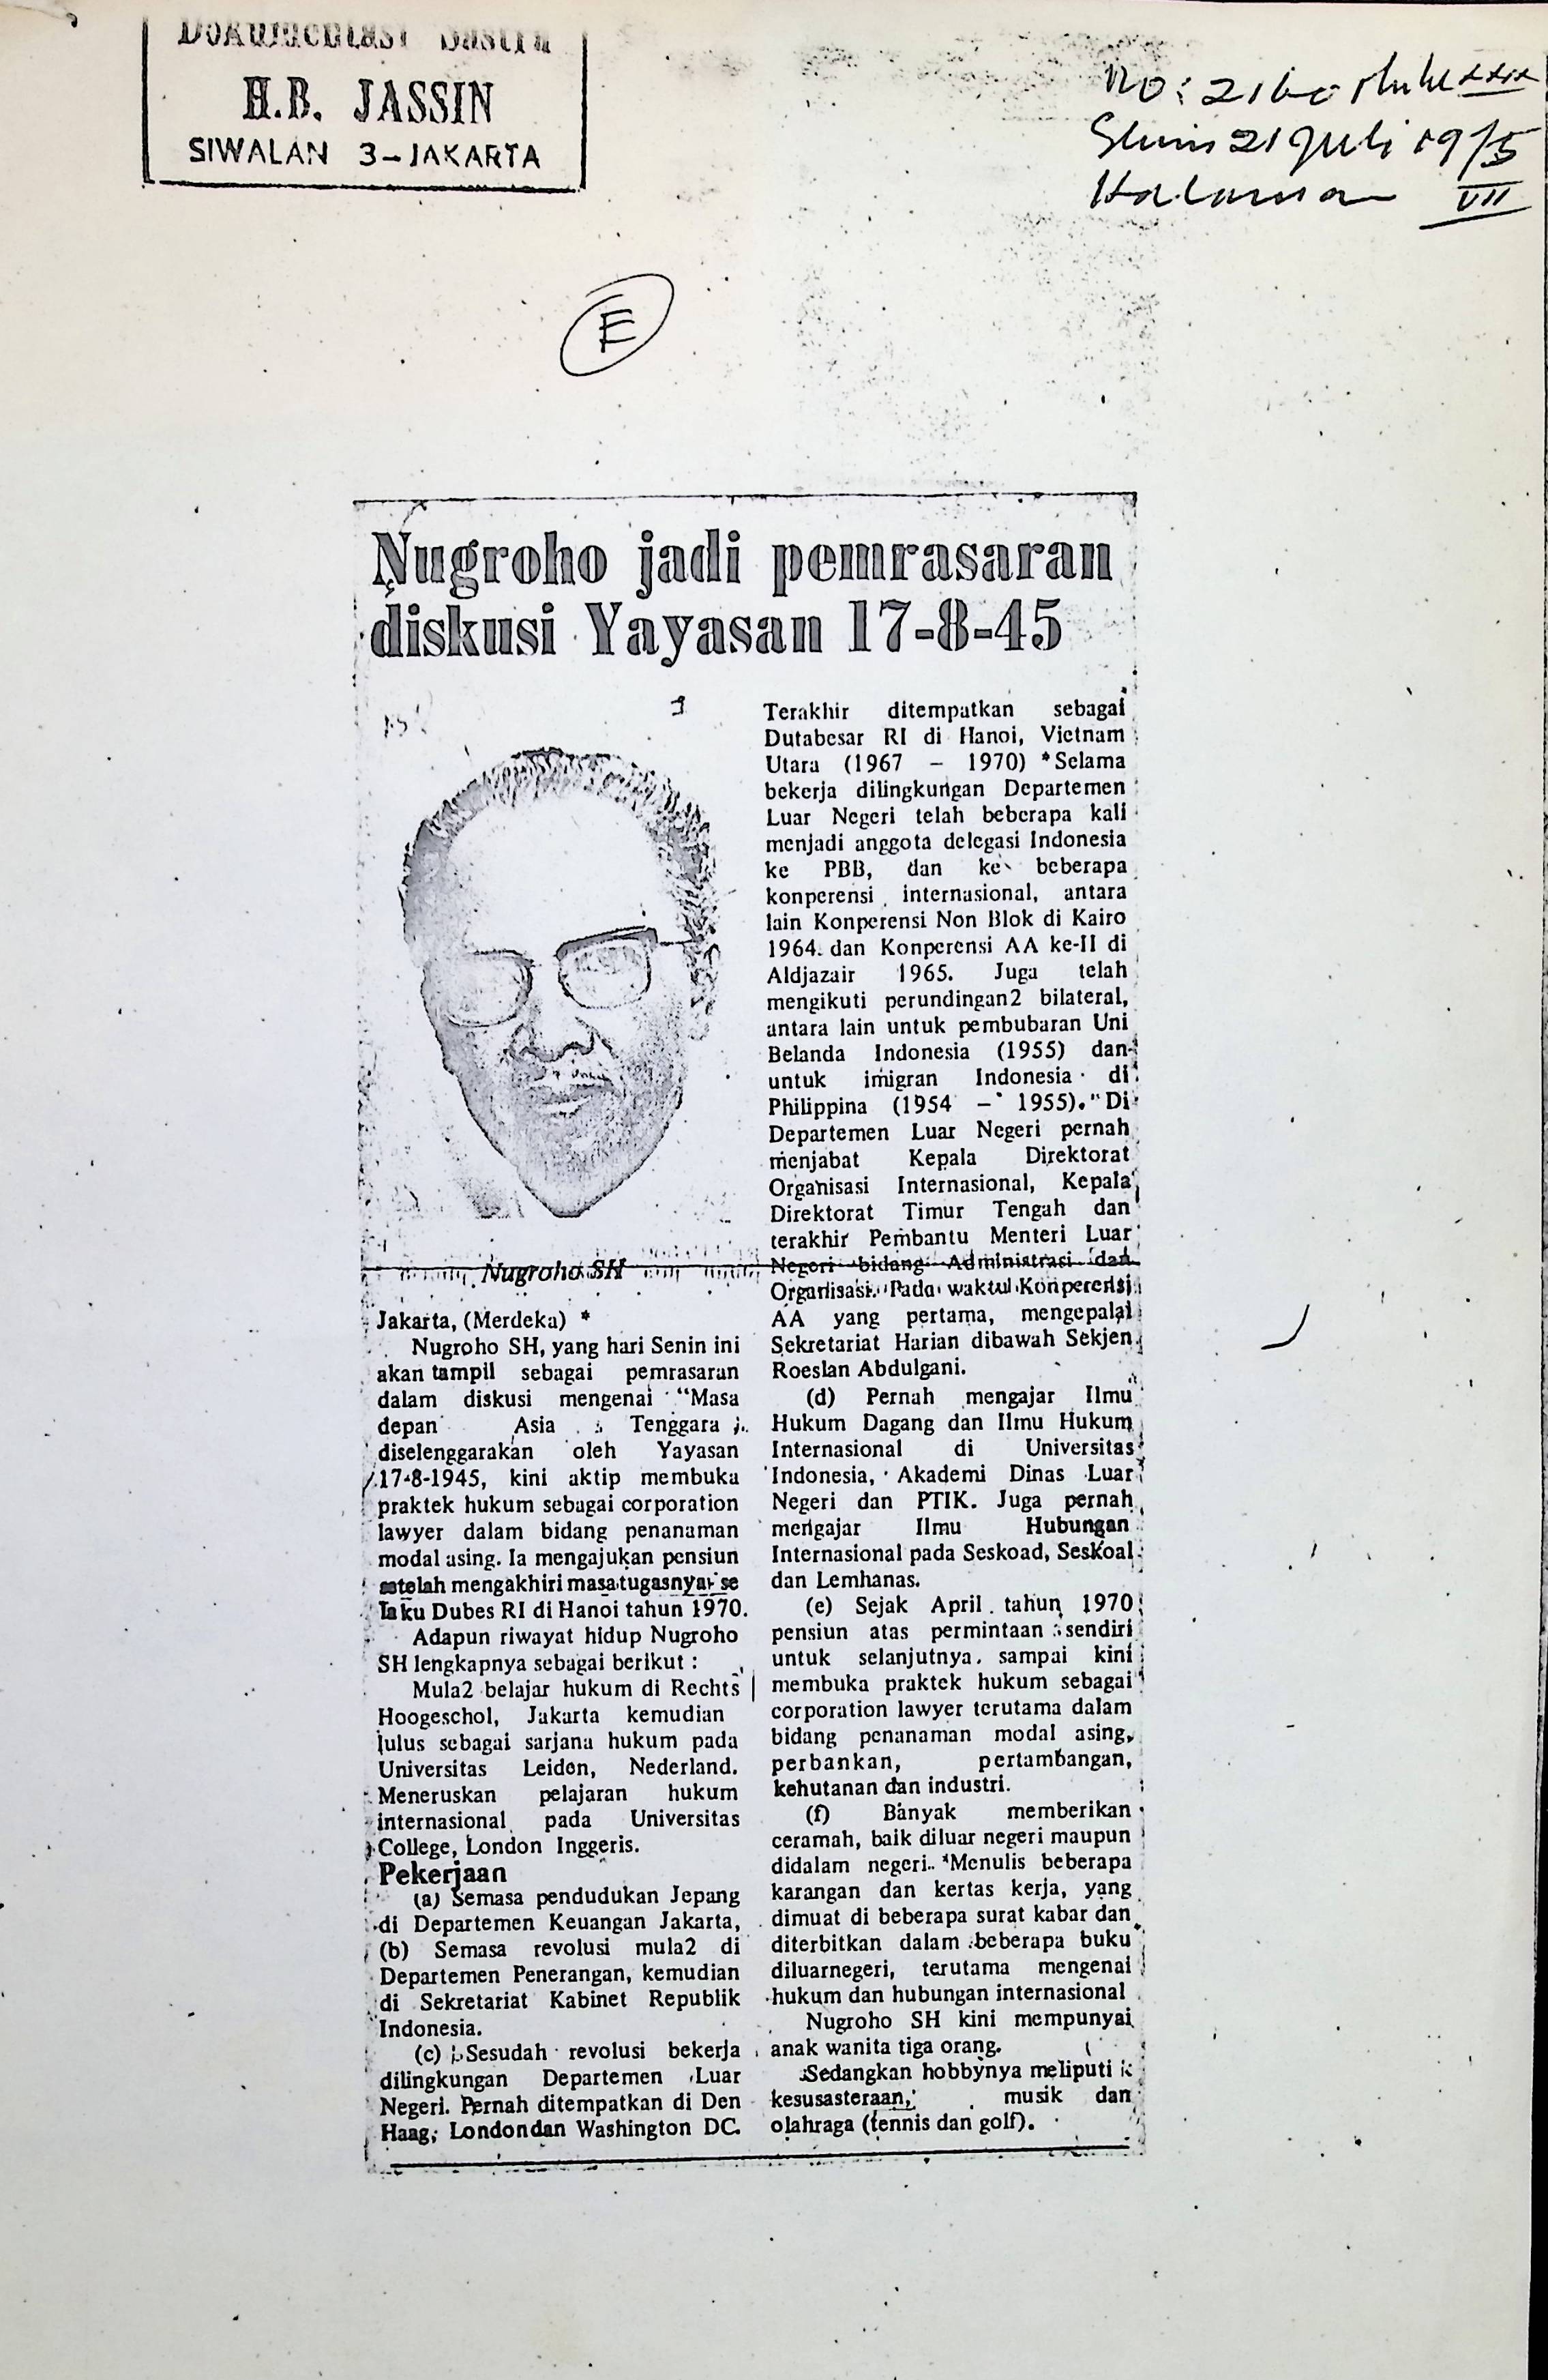 Dokumentasi Sastra
H.B. JASSIN
SIWALAN 3-JAKARTA
Senin 21 Juli 1975
Halaman VII
E
Nugroho jadi pemrasaran
diskusi Yayasan 17-8-45
Nugroho SH
Jakarta, (Merdeka) *
Nugroho SH, yang hari Senin ini
akan tampil sebagai pemrasaran
dalam diskusi mengenai “Masa
depan Asia Tenggara
diselenggarakan oleh Yayasan
17-8-1945, kini aktip membuka
praktek hukum sebagai corporation
lawyer dalam bidang penanaman
modal asing. Ia mengajukan pensiun
setelah mengakhiri masa tugasnya se
laku Dubes RI di Hanoi tahun 1970.
Adapun riwayat hidup Nugroho
SH lengkapnya sebagai berikut :
Mula2 belajar hukum di Rechts
Hoogeschol, Jakarta kemudian
lulus sebagai sarjana hukum pada
Universitas Leiden, Nederland.
Meneruskan pelajaran hukum
internasional pada Universitas
College, London Inggeris.
Pekerjaan
(a) Semasa pendudukan Jepang
di Departemen Keuangan Jakarta,
(b) Semasa revolusi mula2 di
Departemen Penerangan, kemudian
di Sekretariat Kabinet Republik
Indonesia.
(c) Sesudah revolusi bekerja
dilingkungan Departemen Luar
Negeri. Pernah ditempatkan di Den
Haag, London dan Washington DC.
Terakhir ditempatkan sebagai
Dutabesar RI di Hanoi, Vietnam
Utara (1967 – 1970) *Selama
bekerja dilingkungan Departemen
Luar Negeri telah beberapa kali
menjadi anggota delegasi Indonesia
ke PBB, dan ke beberapa
konperensi internasional, antara
lain Konperensi Non Blok di Kairo
1964. dan Konperensi AA ke-II di
Aldjazair 1965. Juga telah
mengikuti perundingan2 bilateral,
antara lain untuk pembubaran Uni
Belanda Indonesia (1955) dan
untuk imigran Indonesia di
Philippina (1954 – 1955). Di
Departemen Luar Negeri pernah
menjabat Kepala Direktorat
Organisasi Internasional, Kepala
Direktorat Timur Tengah dan
terakhir Pembantu Menteri Luar
Negeri bidang Administrasi dan
Organisasi. Pada waktu Konperensi
AA yang pertama, mengepalai
Sekretariat Harian dibawah Sekjen
Roeslan Abdulgani.
(d) Pernah mengajar Ilmu
Hukum Dagang dan Ilmu Hukum
Internasional di Universitas
Indonesia, Akademi Dinas Luar
Negeri dan PTIK. Juga pernah
mengajar Ilmu Hubungan
Internasional pada Seskoad, Seskoal
dan Lemhanas.
(e) Sejak April tahun 1970
pensiun atas permintaan sendiri
untuk selanjutnya sampai kini
membuka praktek hukum sebagai
corporation lawyer terutama dalam
bidang penanaman modal asing,
perbankan, pertambangan,
kehutanan dan industri.
(f) Banyak memberikan
ceramah, baik diluar negeri maupun
didalam negeri. *Menulis beberapa
karangan dan kertas kerja, yang
dimuat di beberapa surat kabar dan
diterbitkan dalam beberapa buku
diluarnegeri, terutama mengenai
hukum dan hubungan internasional
Nugroho SH kini mempunyai
anak wanita tiga orang.
Sedangkan hobbynya meliputi
kesusasteraan, musik dan
olahraga (tennis dan golf).